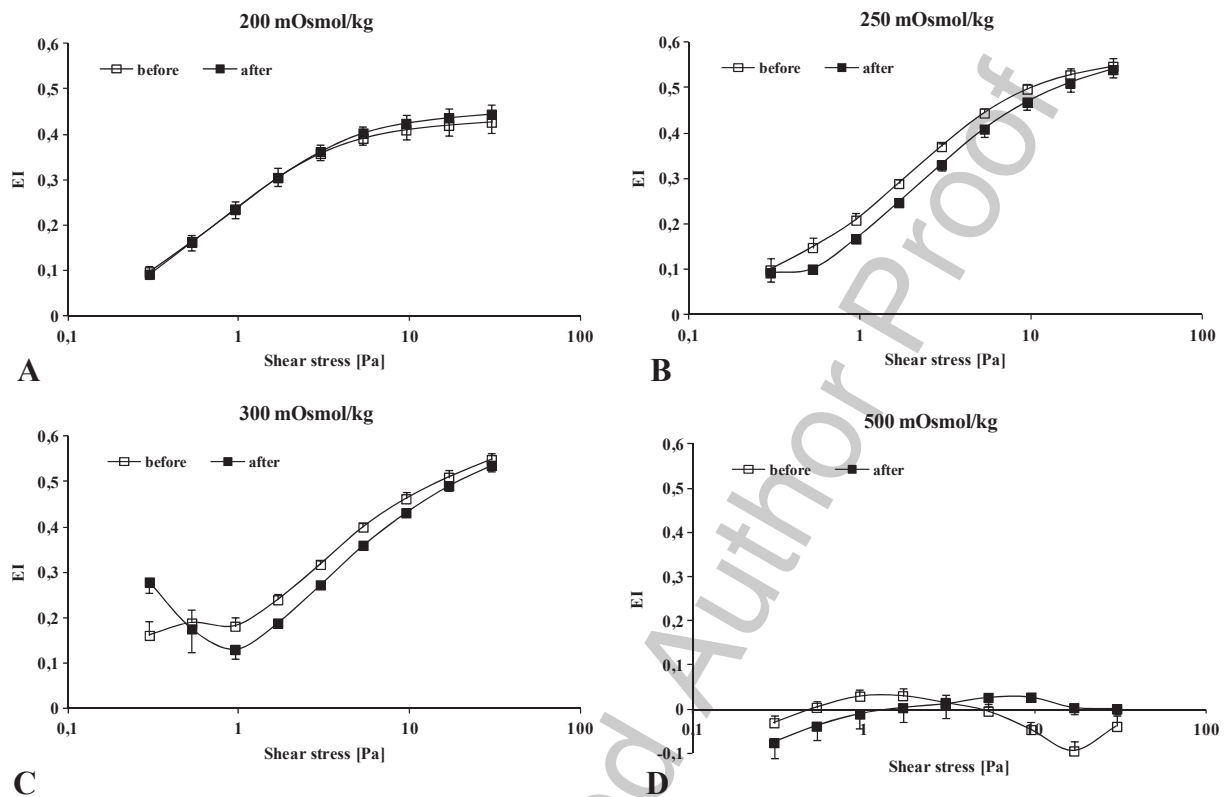 200 mOsmol/kg
0,6
0,5
0,4
0,3
0,2
0,1
0
EI
before after
0,1 1 10 100
Shear stress [Pa]
A
250 mOsmol/kg
0,6
0,5
0,4
0,3
0,2
0,1
0
EI
before after
0,1 1 10 100
Shear stress [Pa]
B
300 mOsmol/kg
0,6
0,5
0,4
0,3
0,2
0,1
0
EI
before after
0,1 1 10 100
Shear stress [Pa]
C
500 mOsmol/kg
0,6
0,5
0,4
0,3
0,2
0,1
0
-0,1
EI
before after
0,1 1 10 100
Shear stress [Pa]
D
d Author Proof